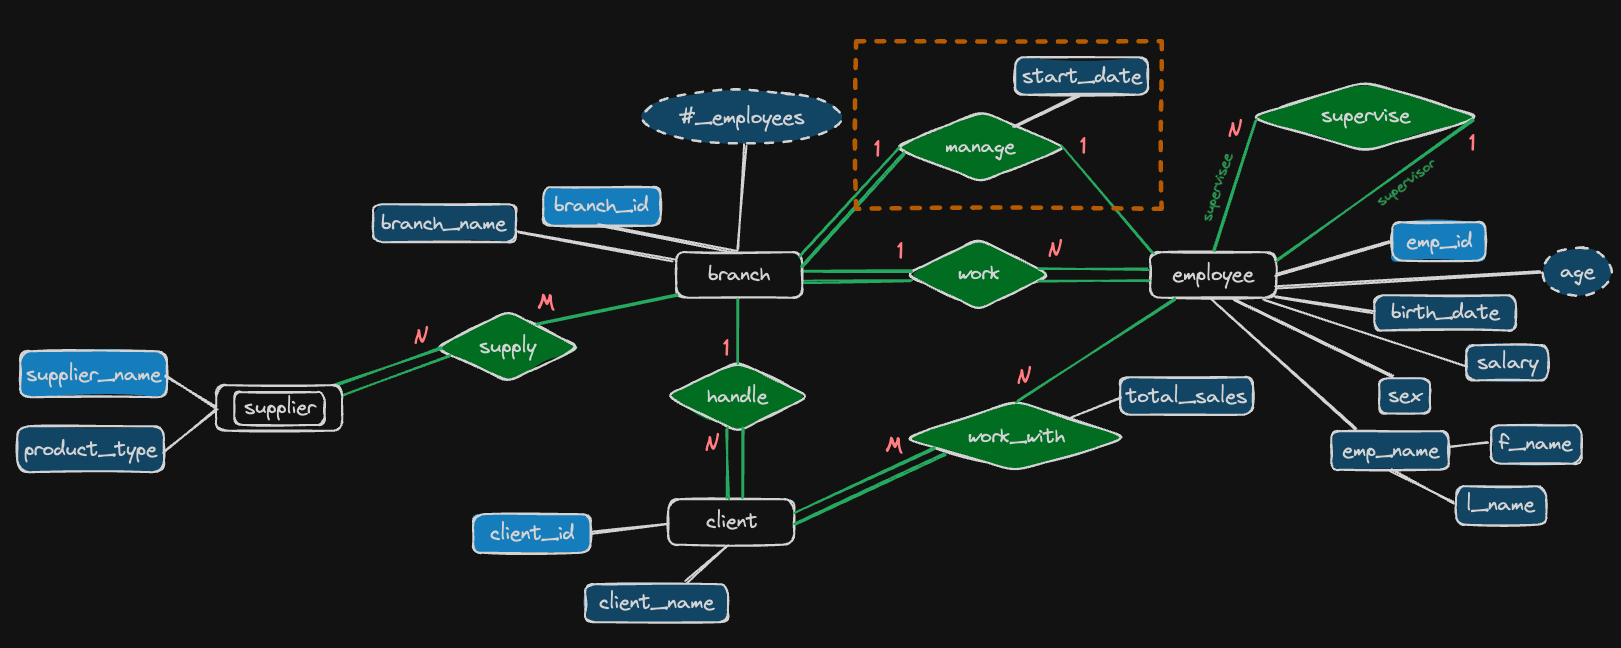 start_date
#_employees
1
manage
1
N
supervise
1
supervisee
supervisor
branch_id
branch_name
emp_id
1
N
branch
work
employee
age
birth_date
M
N
supply
1
salary
supplier_name
N
sex
handle
total_sales
supplier
work_with
N
M
product_type
emp_name
f_name
l_name
client
client_id
client_name